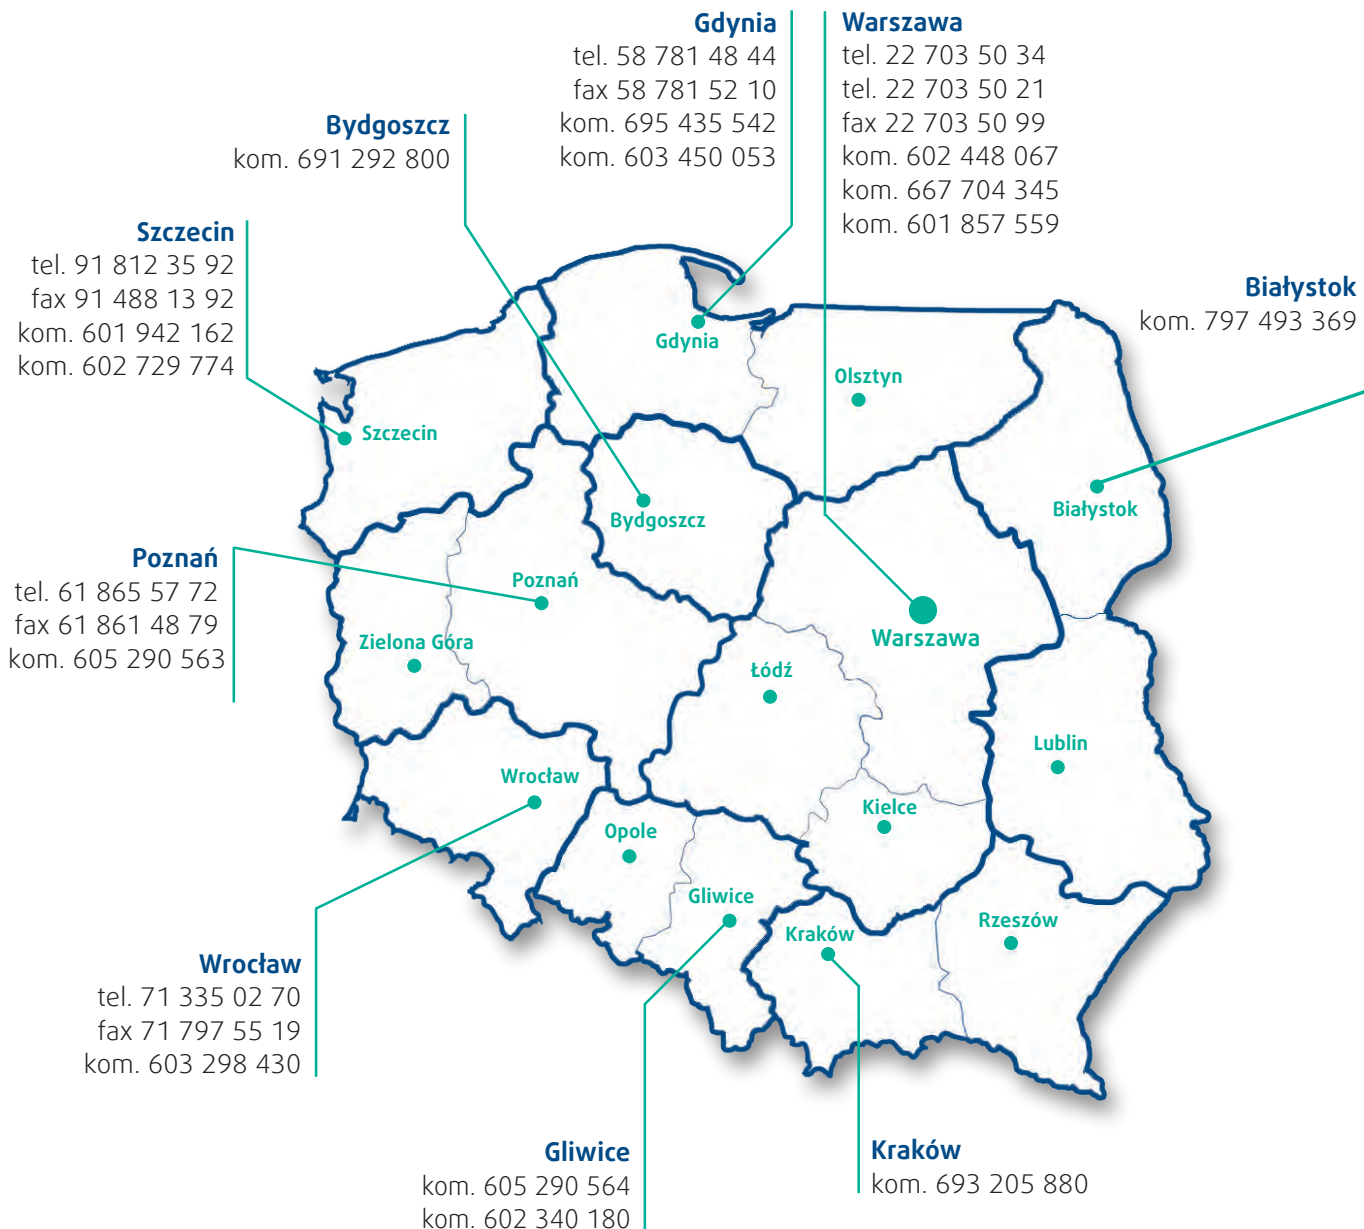 Gdynia
tel. 58 781 48 44
fax 58 781 52 10
kom. 695 435 542
kom. 603 450 053
Warszawa
tel. 22 703 50 34
tel. 22 703 50 21
fax 22 703 50 99
kom. 602 448 067
kom. 667 704 345
kom. 601 857 559
Bydgoszcz
kom. 691 292 800
Szczecin
tel. 91 812 35 92
fax 91 488 13 92
kom. 601 942 162
kom. 602 729 774
Białystok
kom. 797 493 369
Gdynia
Olsztyn
Szczecin
Bydgoszcz
Białystok
Poznań
tel. 61 865 57 72
fax 61 861 48 79
kom. 605 290 563
Poznań
Zielona Góra
Warszawa
Łódź
Lublin
Wrocław
Kielce
Opole
Gliwice
Kraków
Rzeszów
Wrocław
tel. 71 335 02 70
fax 71 797 55 19
kom. 603 298 430
Gliwice
kom. 605 290 564
kom. 602 340 180
Kraków
kom. 693 205 880